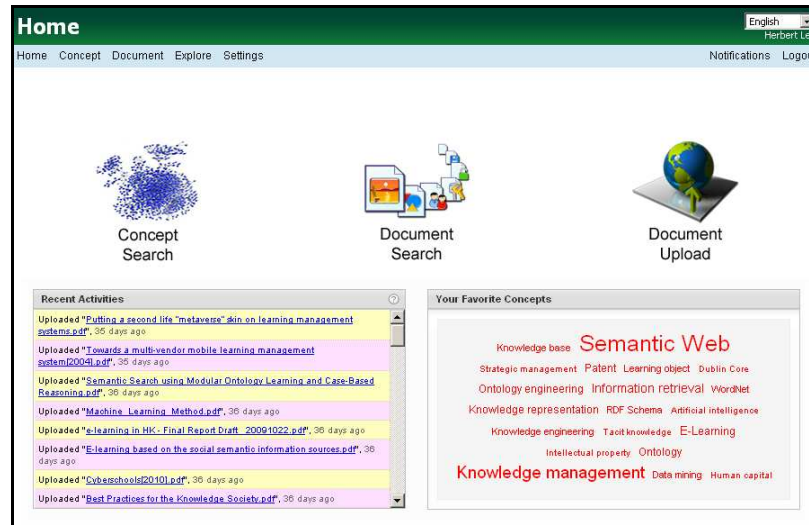 Home
English
Herbert Le
Home Concept Document Explore Settings
Notifications Logou
Concept
Search
Document
Search
Document
Upload
Recent Activities
Uploaded "Putting a second life "metaverse" skin on learning management
systems.pdf", 35 days ago
Uploaded "Towards a multi-vendor mobile learning management
system[2004].pdf", 35 days ago
Uploaded "Semantic Search using Modular Ontology Learning and Case-Based
Reasoning.pdf", 36 days ago
Uploaded "Machine_Learning_Method.pdf", 36 days ago
Uploaded "e-learning in HK - Final Report Draft_20091022.pdf", 36 days ago
Uploaded "E-learning based on the social semantic information sources.pdf", 36
days ago
Uploaded "Cyberschools[2010].pdf", 36 days ago
Uploaded "Best Practices for the Knowledge Society.pdf", 36 days ago
Your Favorite Concepts
Knowledge base Semantic Web
Strategic management Patent Learning object Dublin Core
Ontology engineering Information retrieval WordNet
Knowledge representation RDF Schema Artificial intelligence
Knowledge engineering Tacit knowledge E-Learning
Intellectual property Ontology
Knowledge management Data mining Human capital